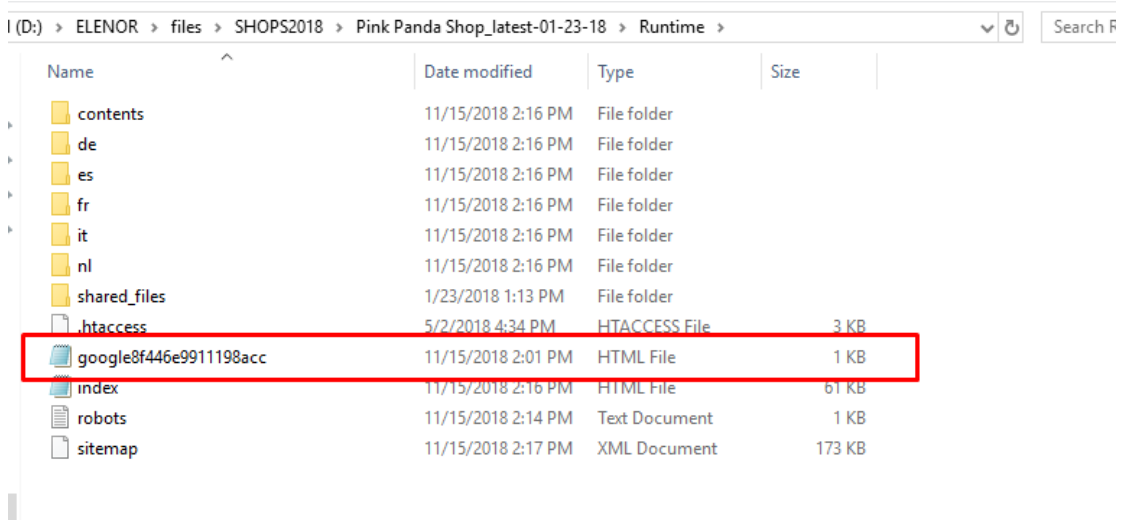 (D:) > ELENOR > files > SHOPS2018 > Pink Panda Shop_latest-01-23-18 > Runtime > Search
Name Date modified Type Size
contents 11/15/2018 2:16 PM File folder
de 11/15/2018 2:16 PM File folder
es 11/15/2018 2:16 PM File folder
fr 11/15/2018 2:16 PM File folder
it 11/15/2018 2:16 PM File folder
nl 11/15/2018 2:16 PM File folder
shared_files 1/23/2018 1:13 PM File folder
.htaccess 5/2/2018 4:34 PM HTACCESS File 3 KB
google8f446e9911198acc 11/15/2018 2:01 PM HTML File 1 KB
index 11/15/2018 2:16 PM HTML File 61 KB
robots 11/15/2018 2:14 PM Text Document 1 KB
sitemap 11/15/2018 2:17 PM XML Document 173 KB